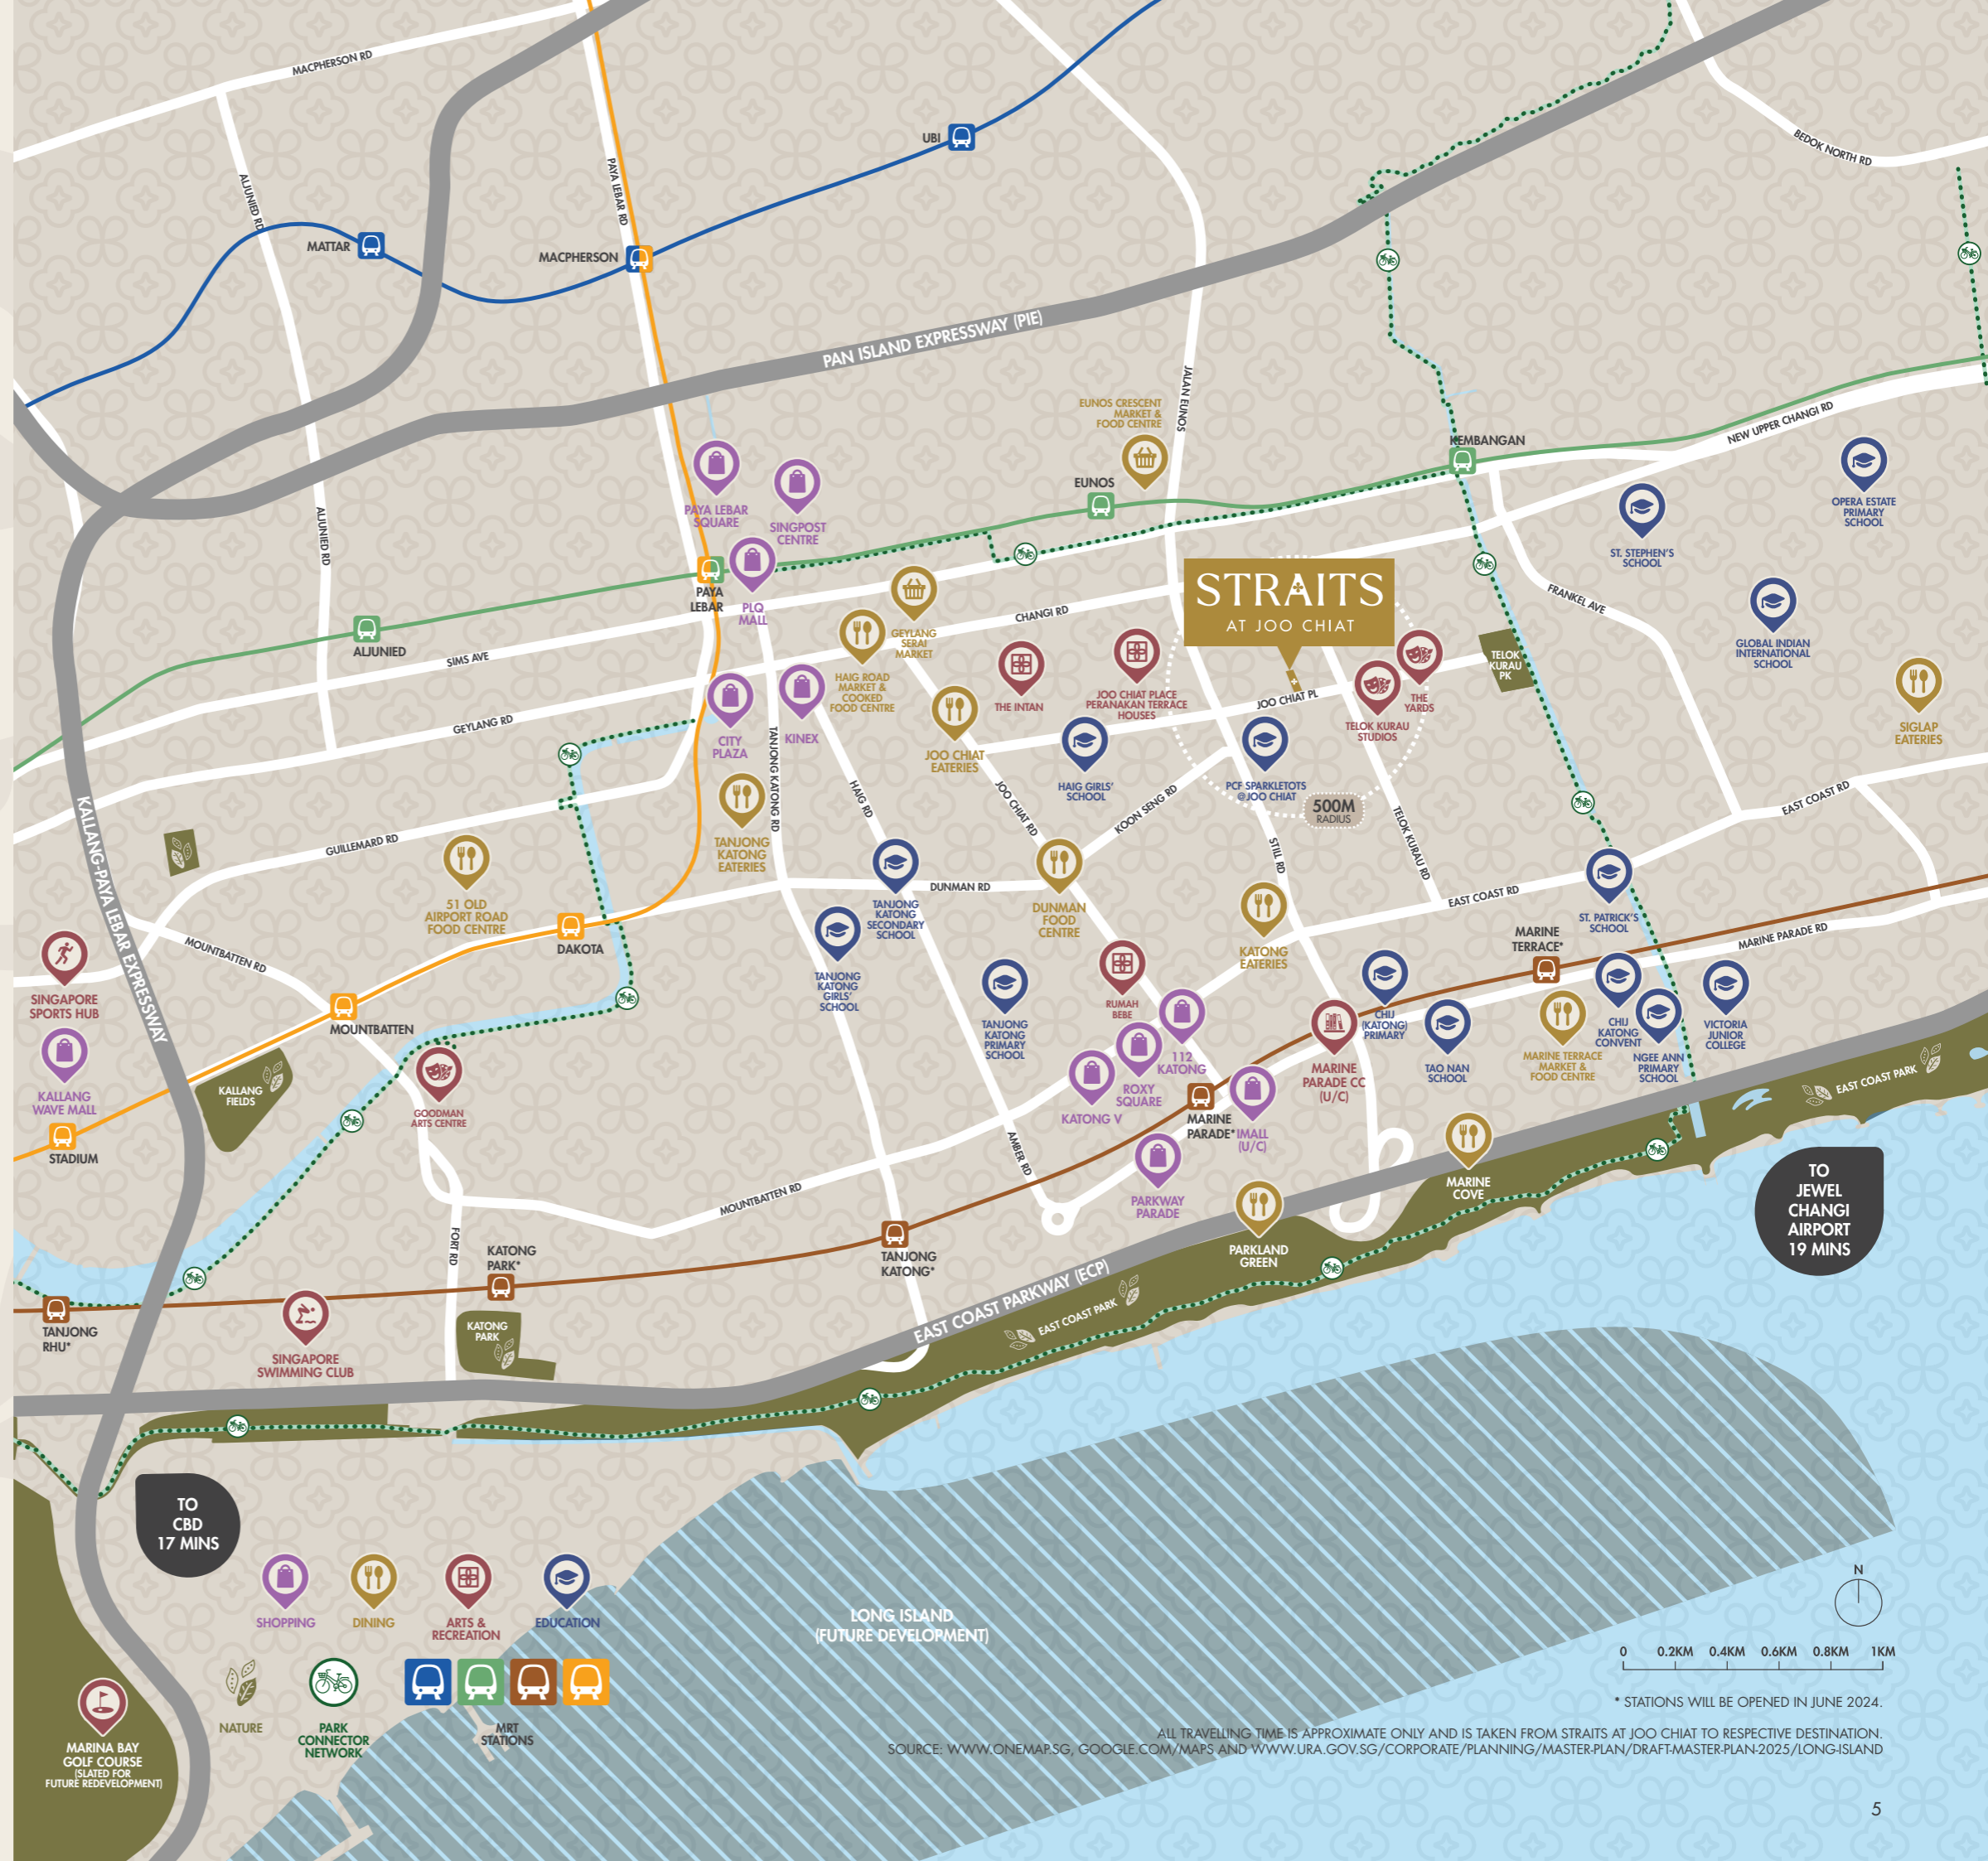 MACPHERSON RD
ALJUNIED RD
PAYA LEBAR RD
UBI
BEDOK NORTH RD
MATTAR
MACPHERSON
PAN ISLAND EXPRESSWAY (PIE)
JALAN EUNOS
EUNOS CRESCENT
MARKET &
FOOD CENTRE
KEMBANGAN
NEW UPPER CHANGI RD
OPERA ESTATE
PRIMARY
SCHOOL
PAYA LEBAR
SQUARE
SINGPOST
CENTRE
EUNOS
ALJUNIED RD
ST. STEPHEN'S
SCHOOL
PAYA
LEBAR
PLQ
MALL
STRAITS
AT JOO CHIAT
FRANKEL AVE
GLOBAL INDIAN
INTERNATIONAL
SCHOOL
ALJUNIED
SIMS AVE
GEYLANG
SERAI
MARKET
CHANGI RD
TELOK
KURAU
PK
HAIG ROAD
MARKET &
COOKED
FOOD CENTRE
THE INTAN
JOO CHIAT PLACE
PERANAKAN TERRACE
HOUSES
JOO CHIAT PL
TELOK KURAU
STUDIOS
THE
YARDS
SIGLAP
EATERIES
GEYLANG RD
CITY
PLAZA
KINEX
TANJONG KATONG RD
JOO CHIAT
EATERIES
HAIG GIRLS'
SCHOOL
PCF SPARKLETOTS
@JOO CHIAT
500M
RADIUS
HAIG RD
JOO CHIAT RD
KOON SENG RD
TELOK KURAU RD
STILL RD
EAST COAST RD
KALLANG-PAYA LEBAR EXPRESSWAY
GUILLEMARD RD
TANJONG
KATONG
EATERIES
51 OLD
AIRPORT ROAD
FOOD CENTRE
DUNMAN RD
TANJONG
KATONG
SECONDARY
SCHOOL
DUNMAN
FOOD
CENTRE
EAST COAST RD
ST. PATRICK'S
SCHOOL
KATONG
EATERIES
MARINE
TERRACE*
MARINE PARADE RD
DAKOTA
MOUNTBATTEN RD
SINGAPORE
SPORTS HUB
TANJONG
KATONG
GIRLS'
SCHOOL
TANJONG
KATONG
PRIMARY
SCHOOL
RUMAH
BEBE
MOUNTBATTEN
CHIJ
(KATONG)
PRIMARY
CHIJ
KATONG
CONVENT
VICTORIA
JUNIOR
COLLEGE
112
KATONG
ROXY
SQUARE
KATONG V
MARINE
PARADE CC
(U/C)
TAO NAN
SCHOOL
MARINE TERRACE
MARKET &
FOOD CENTRE
NGEE ANN
PRIMARY
SCHOOL
KALLANG
WAVE MALL
KALLANG
FIELDS
GOODMAN
ARTS CENTRE
MARINE
PARADE*
IMALL
(U/C)
EAST COAST PARK
STADIUM
AMBER RD
MOUNTBATTEN RD
PARKWAY
PARADE
MARINE
COVE
TO
JEWEL
CHANGI
AIRPORT
19 MINS
FORT RD
KATONG
PARK*
TANJONG
KATONG*
PARKLAND
GREEN
EAST COAST PARKWAY (ECP)
EAST COAST PARK
TANJONG
RHU*
SINGAPORE
SWIMMING CLUB
KATONG
PARK
TO
CBD
17 MINS
SHOPPING
DINING
ARTS &
RECREATION
EDUCATION
LONG ISLAND
(FUTURE DEVELOPMENT)
N
0 0.2KM 0.4KM 0.6KM 0.8KM 1KM
NATURE
PARK
CONNECTOR
NETWORK
MRT
STATIONS
MARINA BAY
GOLF COURSE
(SLATED FOR
FUTURE REDEVELOPMENT)
* STATIONS WILL BE OPENED IN JUNE 2024.
ALL TRAVELLING TIME IS APPROXIMATE ONLY AND IS TAKEN FROM STRAITS AT JOO CHIAT TO RESPECTIVE DESTINATION.
SOURCE: WWW.ONEMAP.SG, GOOGLE.COM/MAPS AND WWW.URA.GOV.SG/CORPORATE/PLANNING/MASTER-PLAN/DRAFT-MASTER-PLAN-2025/LONG-ISLAND
5